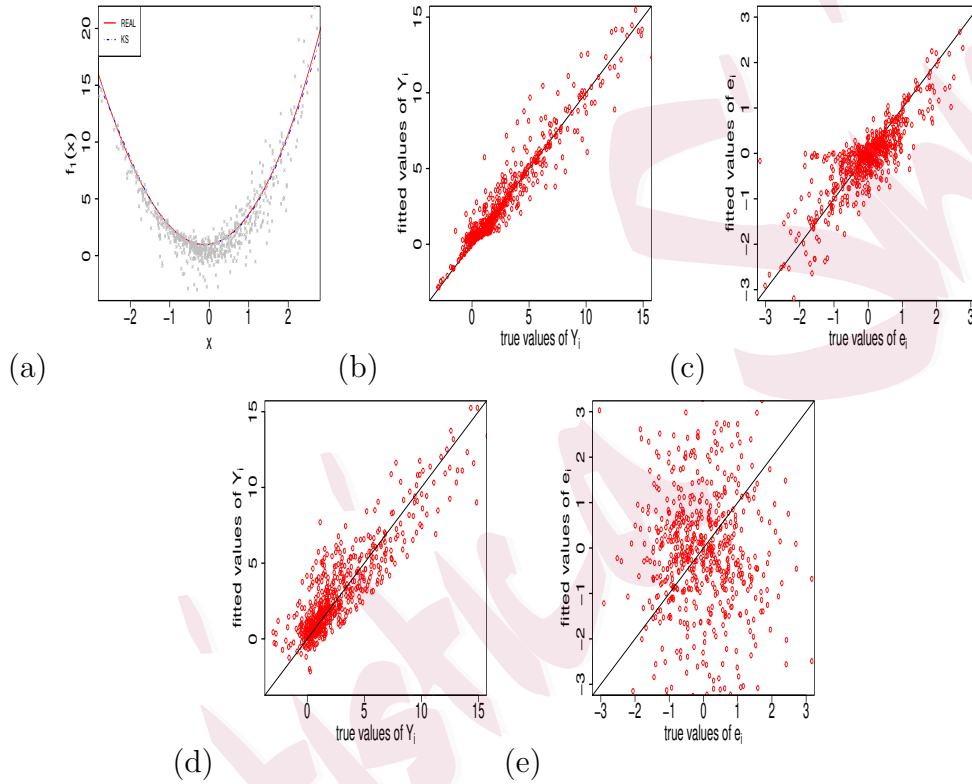 REAL
KS
f1(x)
20
15
10
5
0
−2 −1 0 1 2
x
(a)
fitted values of Yi
15
10
5
0
0 5 10 15
true values of Yi
(b)
fitted values of ei
3
2
1
0
−1
−2
−3
−3 −2 −1 0 1 2 3
true values of ei
(c)
fitted values of Yi
15
10
5
0
0 5 10 15
true values of Yi
(d)
fitted values of ei
3
2
1
0
−1
−2
−3
−3 −2 −1 0 1 2 3
true values of ei
(e)